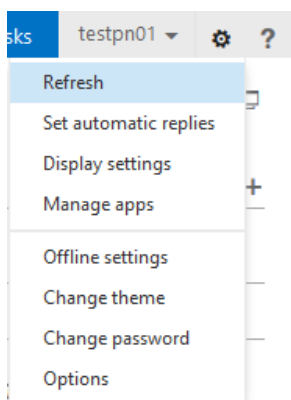 sks testpn01 ?
Refresh
Set automatic replies
Display settings
Manage apps
Offline settings
Change theme
Change password
Options